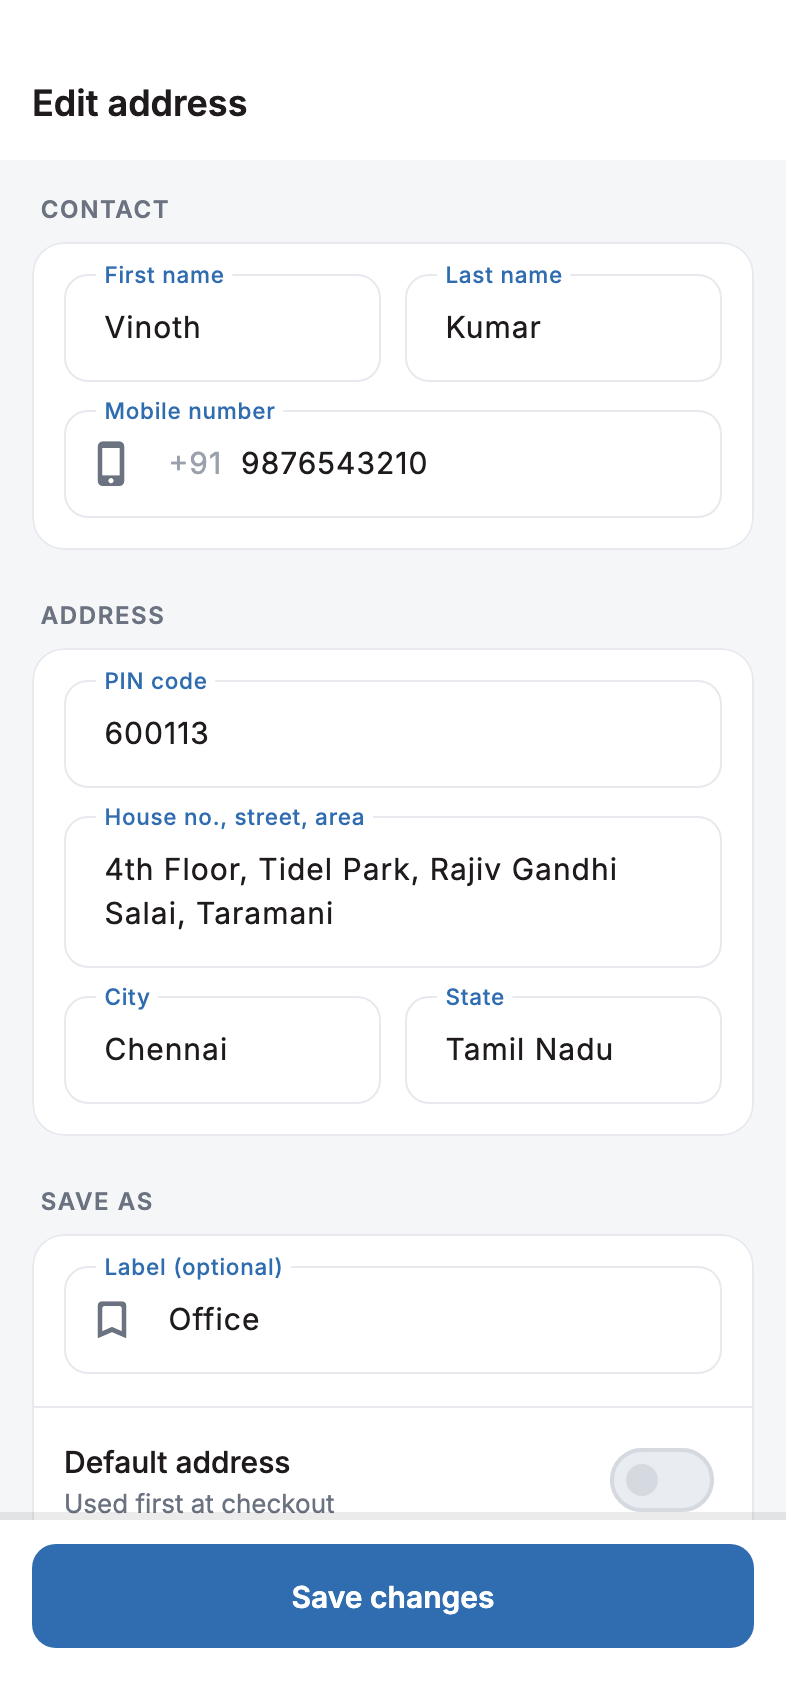 Edit address
CONTACT
First name
Vinoth
Last name
Kumar
Mobile number
+91 9876543210
ADDRESS
PIN code
600113
House no., street, area
4th Floor, Tidel Park, Rajiv Gandhi
Salai, Taramani
City
Chennai
State
Tamil Nadu
SAVE AS
Label (optional)
Office
Default address
Used first at checkout
Save changes